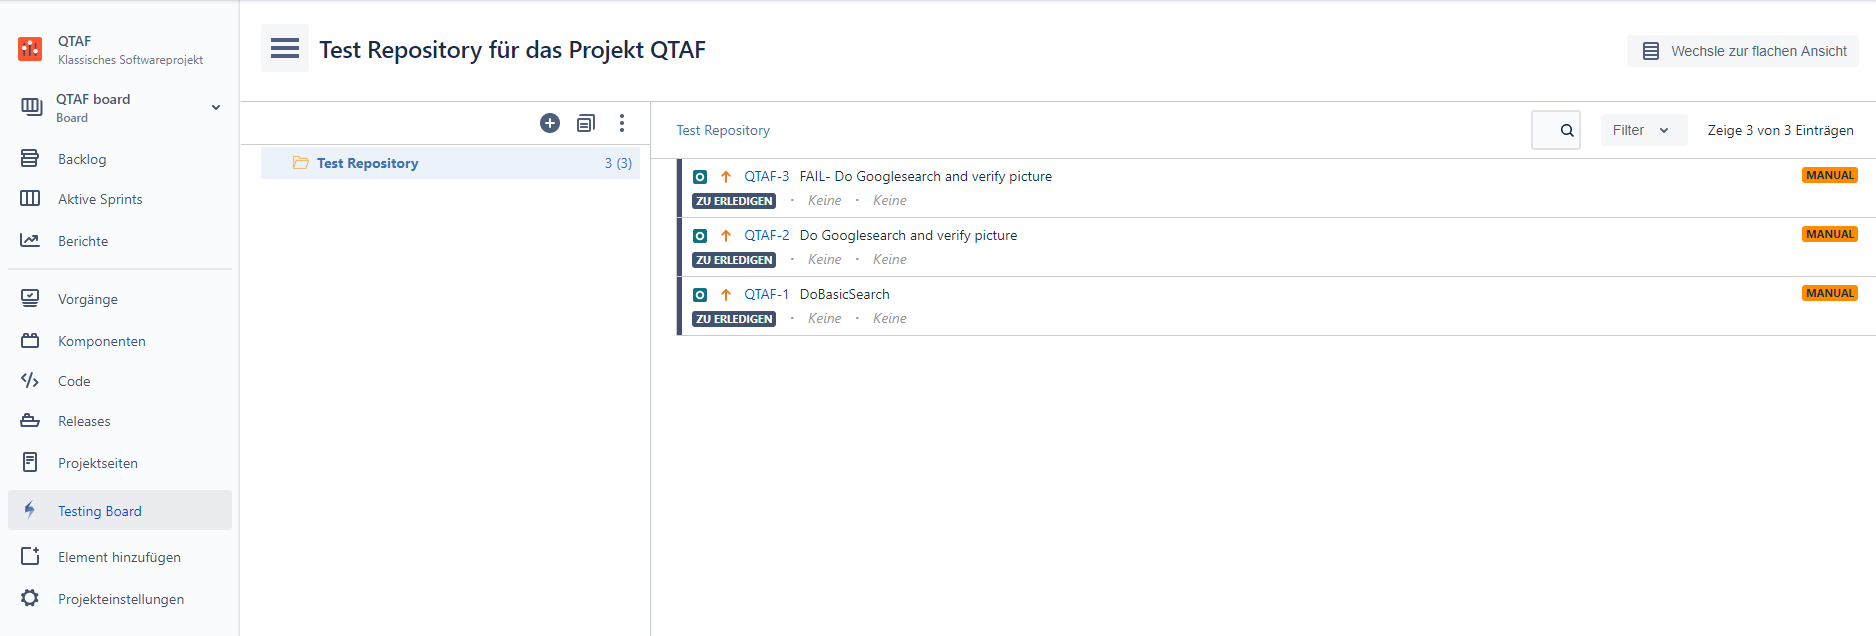 QTAF
Klassisches Softwareprojekt
QTAF board
Board
Backlog
Aktive Sprints
Berichte
Vorgänge
Komponenten
Code
Releases
Projektseiten
Testing Board
Element hinzufügen
Projekteinstellungen
Test Repository für das Projekt QTAF
Wechsle zur flachen Ansicht
Test Repository 3 (3)
Test Repository
Filter
Zeige 3 von 3 Einträgen
QTAF-3 FAIL- Do Googlesearch and verify picture MANUAL
ZU ERLEDIGEN · Keine · Keine
QTAF-2 Do Googlesearch and verify picture MANUAL
ZU ERLEDIGEN · Keine · Keine
QTAF-1 DoBasicSearch MANUAL
ZU ERLEDIGEN · Keine · Keine